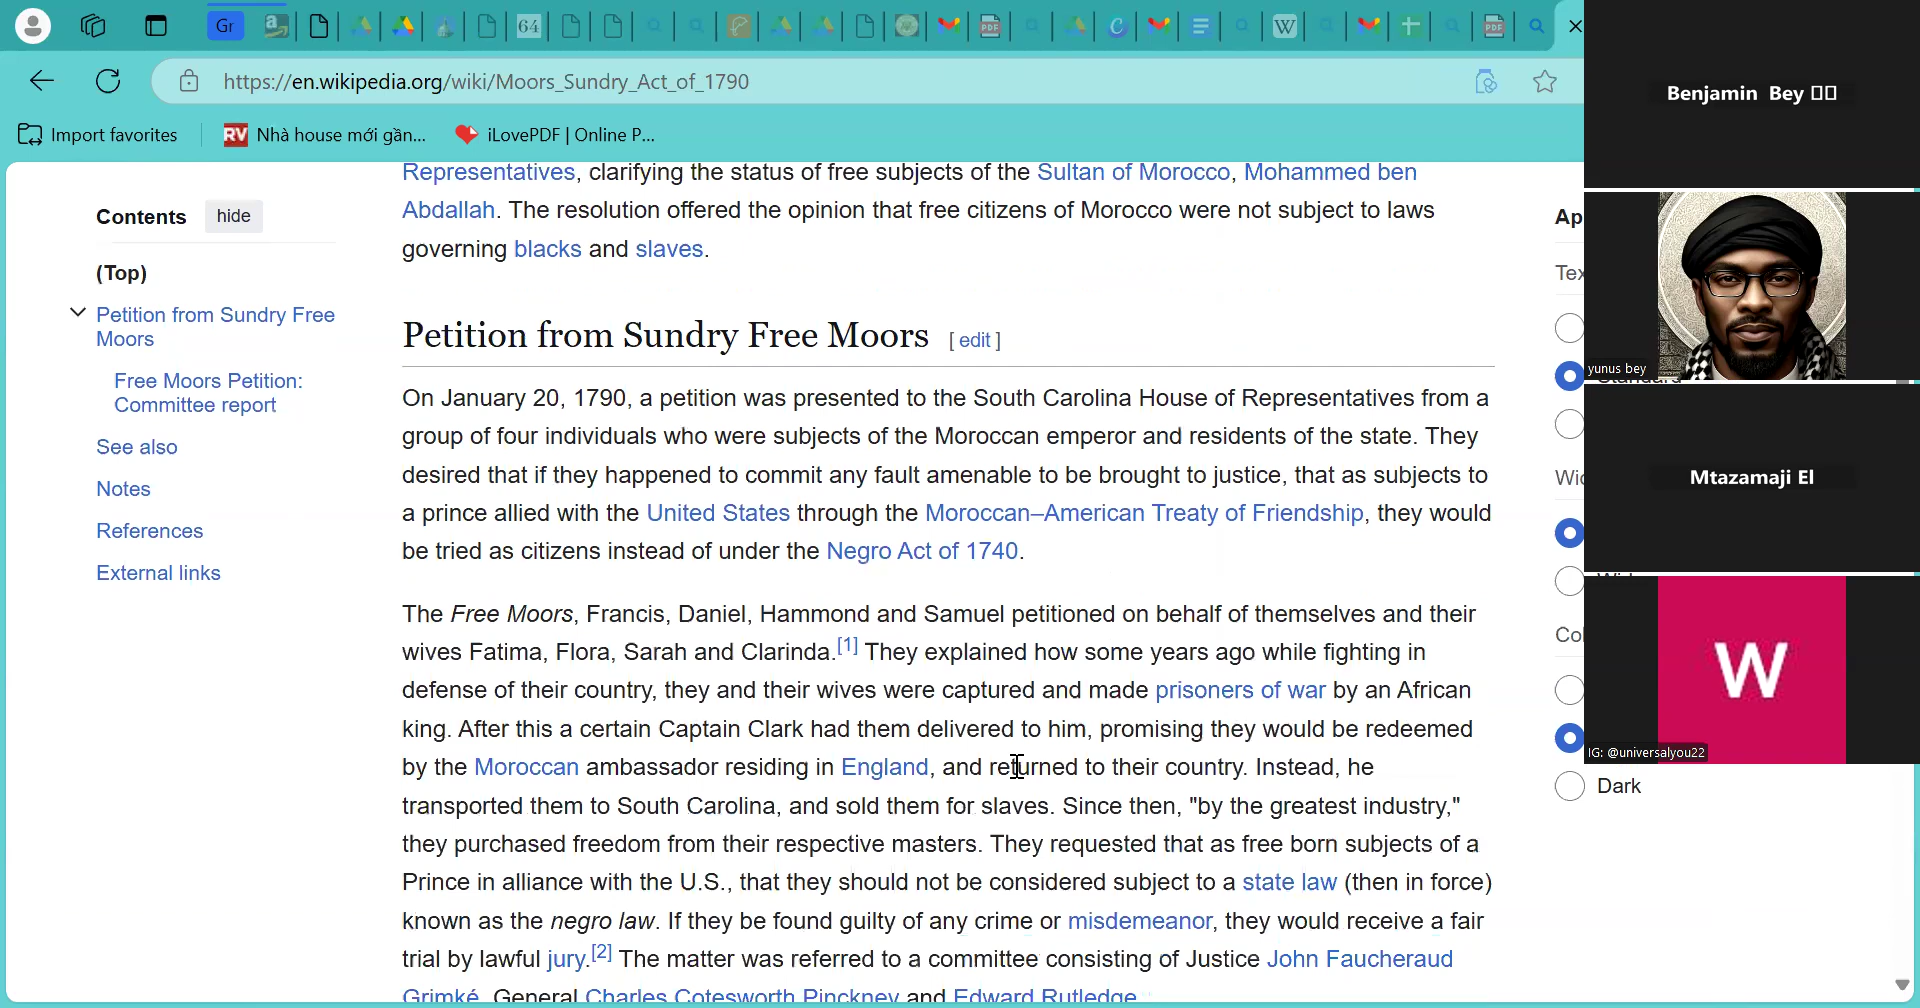 Gr
64
W
https://en.wikipedia.org/wiki/Moors_Sundry_Act_of_1790
Import favorites
RV Nhà house mới gần...
iLovePDF | Online P...
Contents hide
(Top)
Petition from Sundry Free
Moors
Free Moors Petition:
Committee report
See also
Notes
References
External links
Representatives, clarifying the status of free subjects of the Sultan of Morocco, Mohammed ben
Abdallah. The resolution offered the opinion that free citizens of Morocco were not subject to laws
governing blacks and slaves.
Petition from Sundry Free Moors [ edit ]
On January 20, 1790, a petition was presented to the South Carolina House of Representatives from a
group of four individuals who were subjects of the Moroccan emperor and residents of the state. They
desired that if they happened to commit any fault amenable to be brought to justice, that as subjects to
a prince allied with the United States through the Moroccan–American Treaty of Friendship, they would
be tried as citizens instead of under the Negro Act of 1740.
The Free Moors, Francis, Daniel, Hammond and Samuel petitioned on behalf of themselves and their
wives Fatima, Flora, Sarah and Clarinda.[1] They explained how some years ago while fighting in
defense of their country, they and their wives were captured and made prisoners of war by an African
king. After this a certain Captain Clark had them delivered to him, promising they would be redeemed
by the Moroccan ambassador residing in England, and returned to their country. Instead, he
transported them to South Carolina, and sold them for slaves. Since then, "by the greatest industry,"
they purchased freedom from their respective masters. They requested that as free born subjects of a
Prince in alliance with the U.S., that they should not be considered subject to a state law (then in force)
known as the negro law. If they be found guilty of any crime or misdemeanor, they would receive a fair
trial by lawful jury.[2] The matter was referred to a committee consisting of Justice John Faucheraud
Grimké, General Charles Cotesworth Pinckney and Edward Rutledge.
Ap
Tex
Standard
Wid
Col
Dark
Benjamin Bey
yunus bey
Mtazamaji El
W
IG: @universalyou22